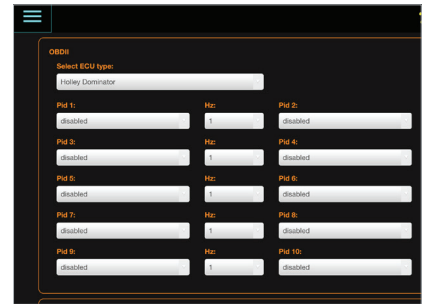 OBDII
Select ECU type:
Holley Dominator
Pid 1: Hz: Pid 2:
disabled 1 disabled
Pid 3: Hz: Pid 4:
disabled 1 disabled
Pid 5: Hz: Pid 6:
disabled 1 disabled
Pid 7: Hz: Pid 8:
disabled 1 disabled
Pid 9: Hz: Pid 10:
disabled 1 disabled